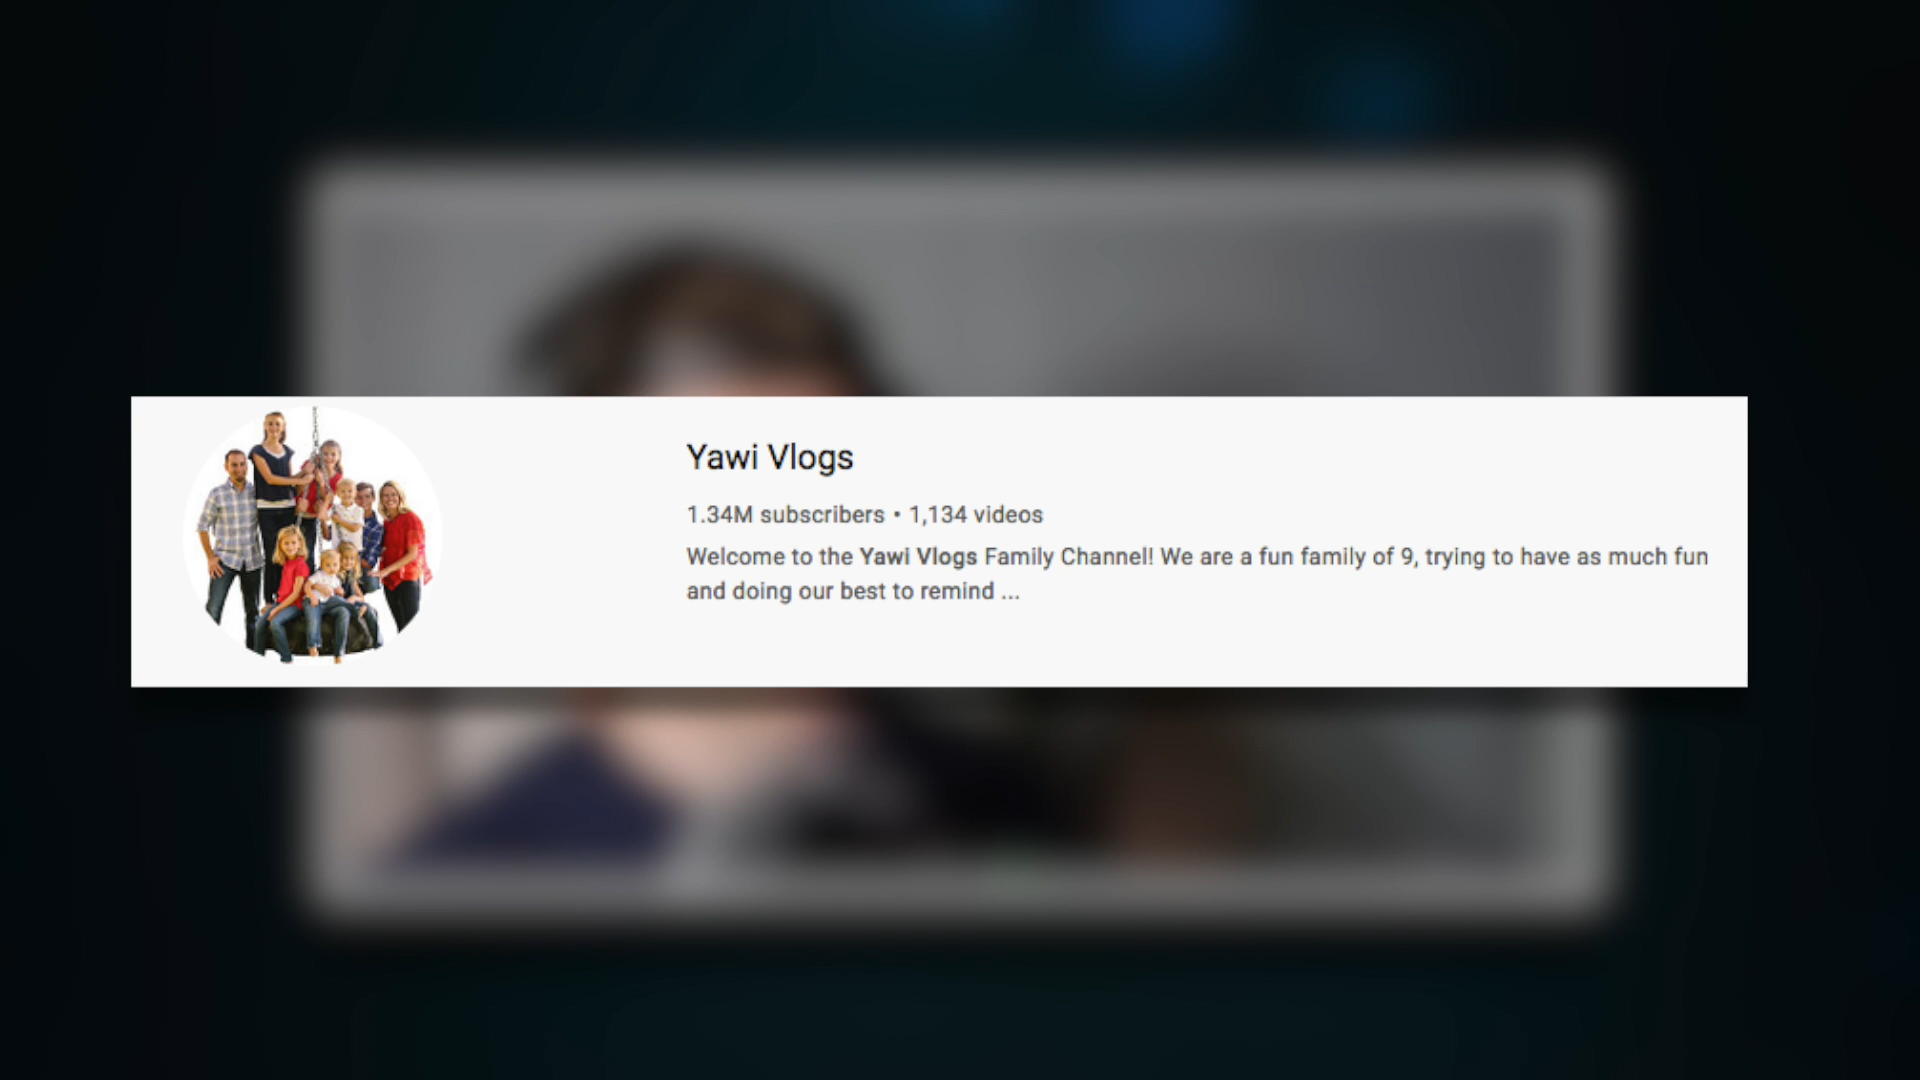 Yawi Vlogs
1.34M subscribers • 1,134 videos
Welcome to the Yawi Vlogs Family Channel! We are a fun family of 9, trying to have as much fun
and doing our best to remind ...